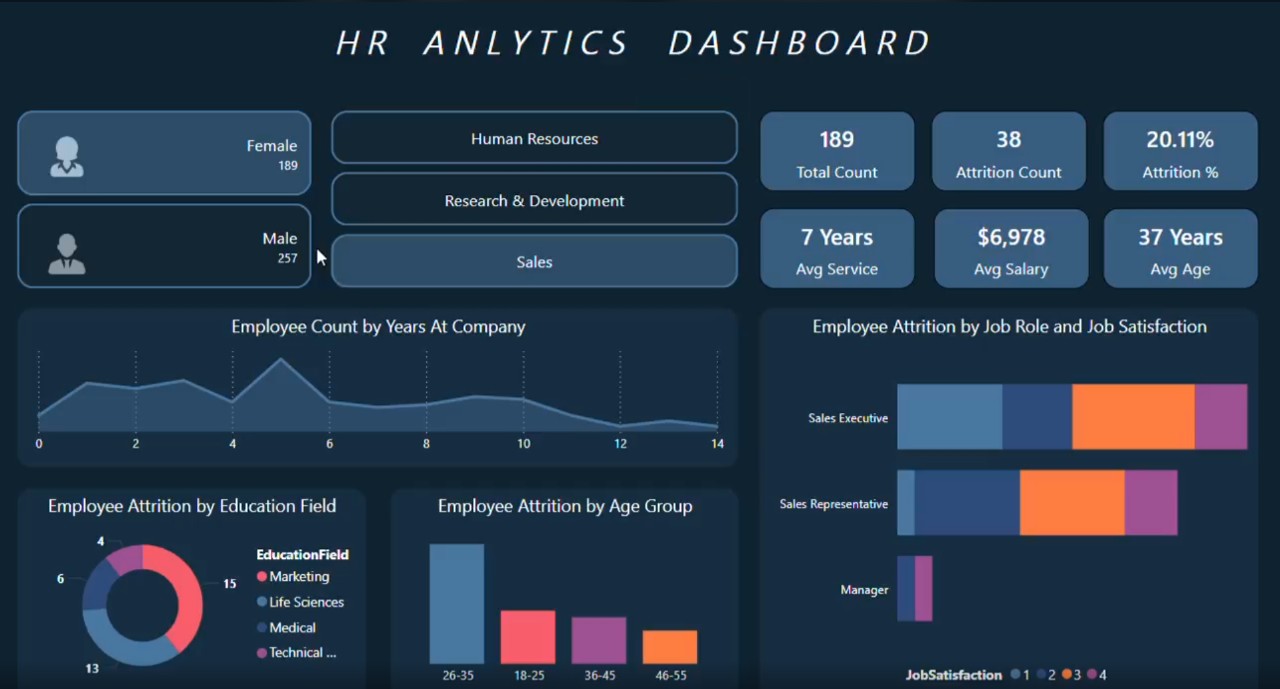 HR ANLYTICS DASHBOARD
Female
189
Male
257
Human Resources
Research & Development
Sales
189
Total Count
38
Attrition Count
20.11%
Attrition %
7 Years
Avg Service
$6,978
Avg Salary
37 Years
Avg Age
Employee Count by Years At Company
0 2 4 6 8 10 12 14
Employee Attrition by Education Field
4
6
15
13
EducationField
Marketing
Life Sciences
Medical
Technical ...
Employee Attrition by Age Group
26-35 18-25 36-45 46-55
Employee Attrition by Job Role and Job Satisfaction
Sales Executive
Sales Representative
Manager
JobSatisfaction 1 2 3 4